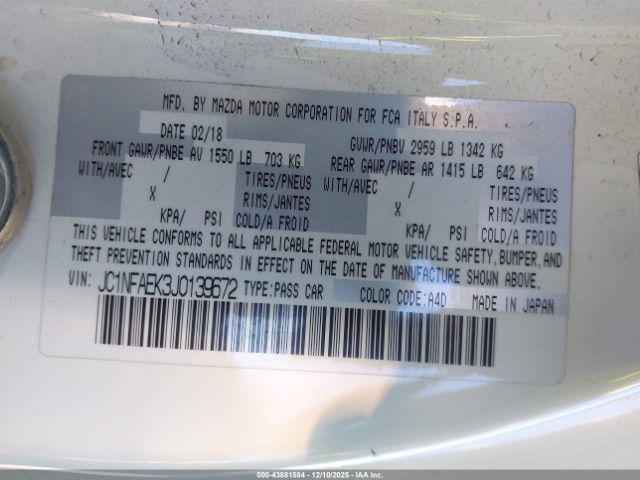 MFD. BY MAZDA MOTOR CORPORATION FOR FCA ITALY S.P.A.
DATE 02/18 GVWR/PNBV 2959 LB 1342 KG
FRONT GAWR/PNBE AV 1550 LB 703 KG REAR GAWR/PNBE AR 1415 LB 642 KG
WITH/AVEC / TIRES/PNEUS WITH/AVEC / TIRES/PNEUS
X RIMS/JANTES X RIMS/JANTES
KPA/ PSI COLD/A FROID KPA/ PSI COLD/A FROID
THIS VEHICLE CONFORMS TO ALL APPLICABLE FEDERAL MOTOR VEHICLE SAFETY, BUMPER, AND
THEFT PREVENTION STANDARDS IN EFFECT ON THE DATE OF MANUFACTURE SHOWN ABOVE.
VIN: JC1NFAEK3J0139672 TYPE:PASS CAR COLOR CODE:A4D MADE IN JAPAN
000-43881584 - 12/10/2025 - IAAI.com